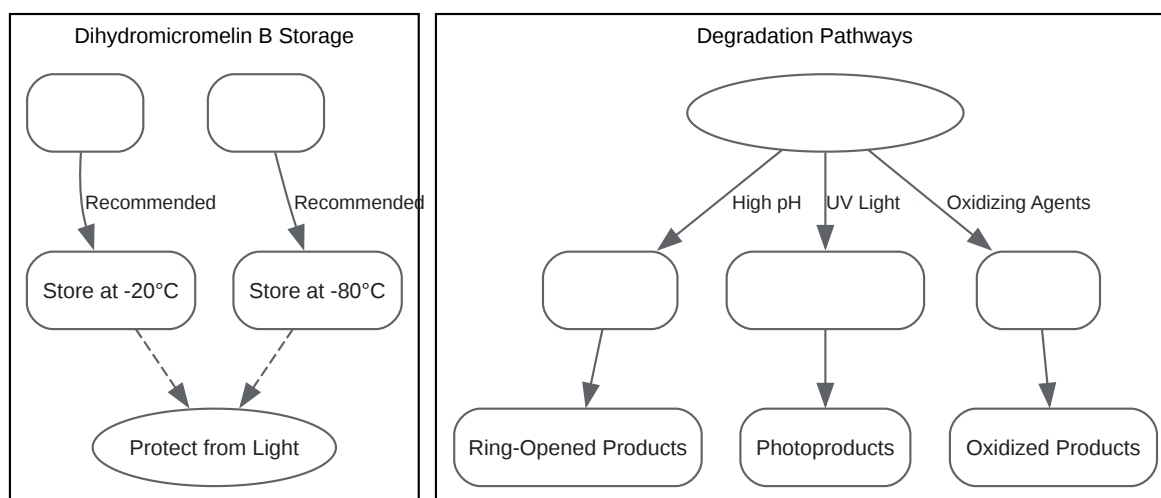 Dihydromicromelin B Storage
Recommended
Recommended
Store at -20°C
Store at -80°C
Protect from Light
Degradation Pathways
High pH
UV Light
Oxidizing Agents
Ring-Opened Products
Photoproducts
Oxidized Products